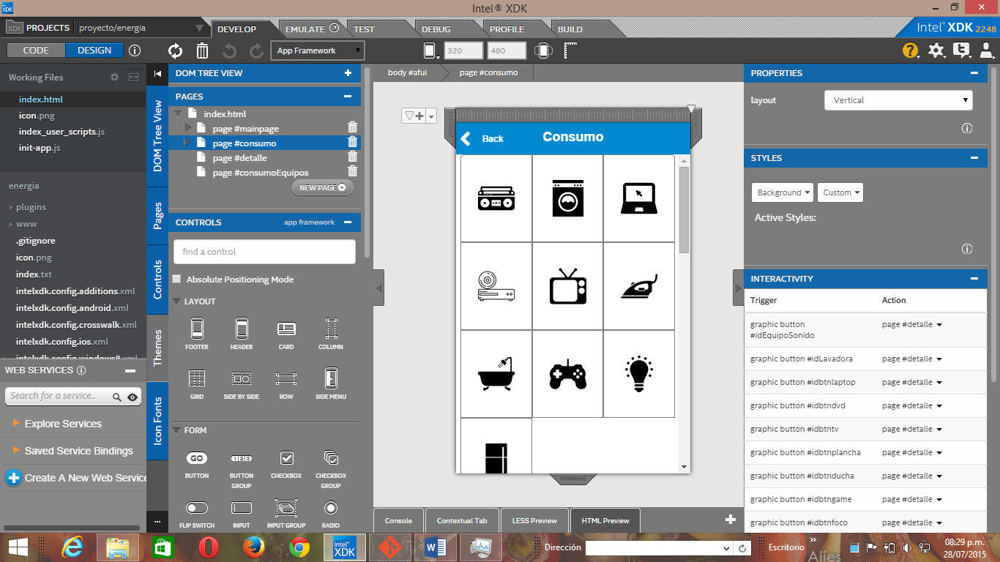 Intel® XDK
PROJECTS
proyecto/energia
DEVELOP
EMULATE
TEST
DEBUG
PROFILE
BUILD
Intel® XDK 2248
CODE
DESIGN
App Framework
320
480
Working Files
index.html
icon.png
index_user_scripts.js
init-app.js
energia
plugins
www
.gitignore
icon.png
index.txt
intelxdk.config.additions.xml
intelxdk.config.android.xml
intelxdk.config.crosswalk.xml
intelxdk.config.ios.xml
intelxdk.config.windows8.xml
WEB SERVICES
Search for a service..
Explore Services
Saved Service Bindings
Create A New Web Service
DOM Tree View
Pages
Controls
Themes
Icon Fonts
...
DOM TREE VIEW
PAGES
index.html
page #mainpage
page #consumo
page #detalle
page #consumoEquipos
NEW PAGE
CONTROLS
app framework
find a control
Absolute Positioning Mode
LAYOUT
FOOTER
HEADER
CARD
COLUMN
GRID
SIDE BY SIDE
ROW
SIDE MENU
FORM
GO
1 2 3
BUTTON
BUTTON GROUP
CHECKBOX
CHECKBOX GROUP
FLIP SWITCH
INPUT
INPUT GROUP
RADIO
body #afui
page #consumo
Back
Consumo
Console
Contextual Tab
LESS Preview
HTML Preview
PROPERTIES
layout
Vertical
STYLES
Background
Custom
Active Styles:
INTERACTIVITY
Trigger
Action
graphic button #idEquipoSonido
page #detalle
graphic button #idLavadora
page #detalle
graphic button #idbtnlaptop
page #detalle
graphic button #idbtndvd
page #detalle
graphic button #idbtntv
page #detalle
graphic button #idbtnplancha
page #detalle
graphic button #idbtnducha
page #detalle
graphic button #idbtngame
page #detalle
graphic button #idbtnfoco
page #detalle
Dirección
Escritorio
Ajies
08:29 p.m.
28/07/2015